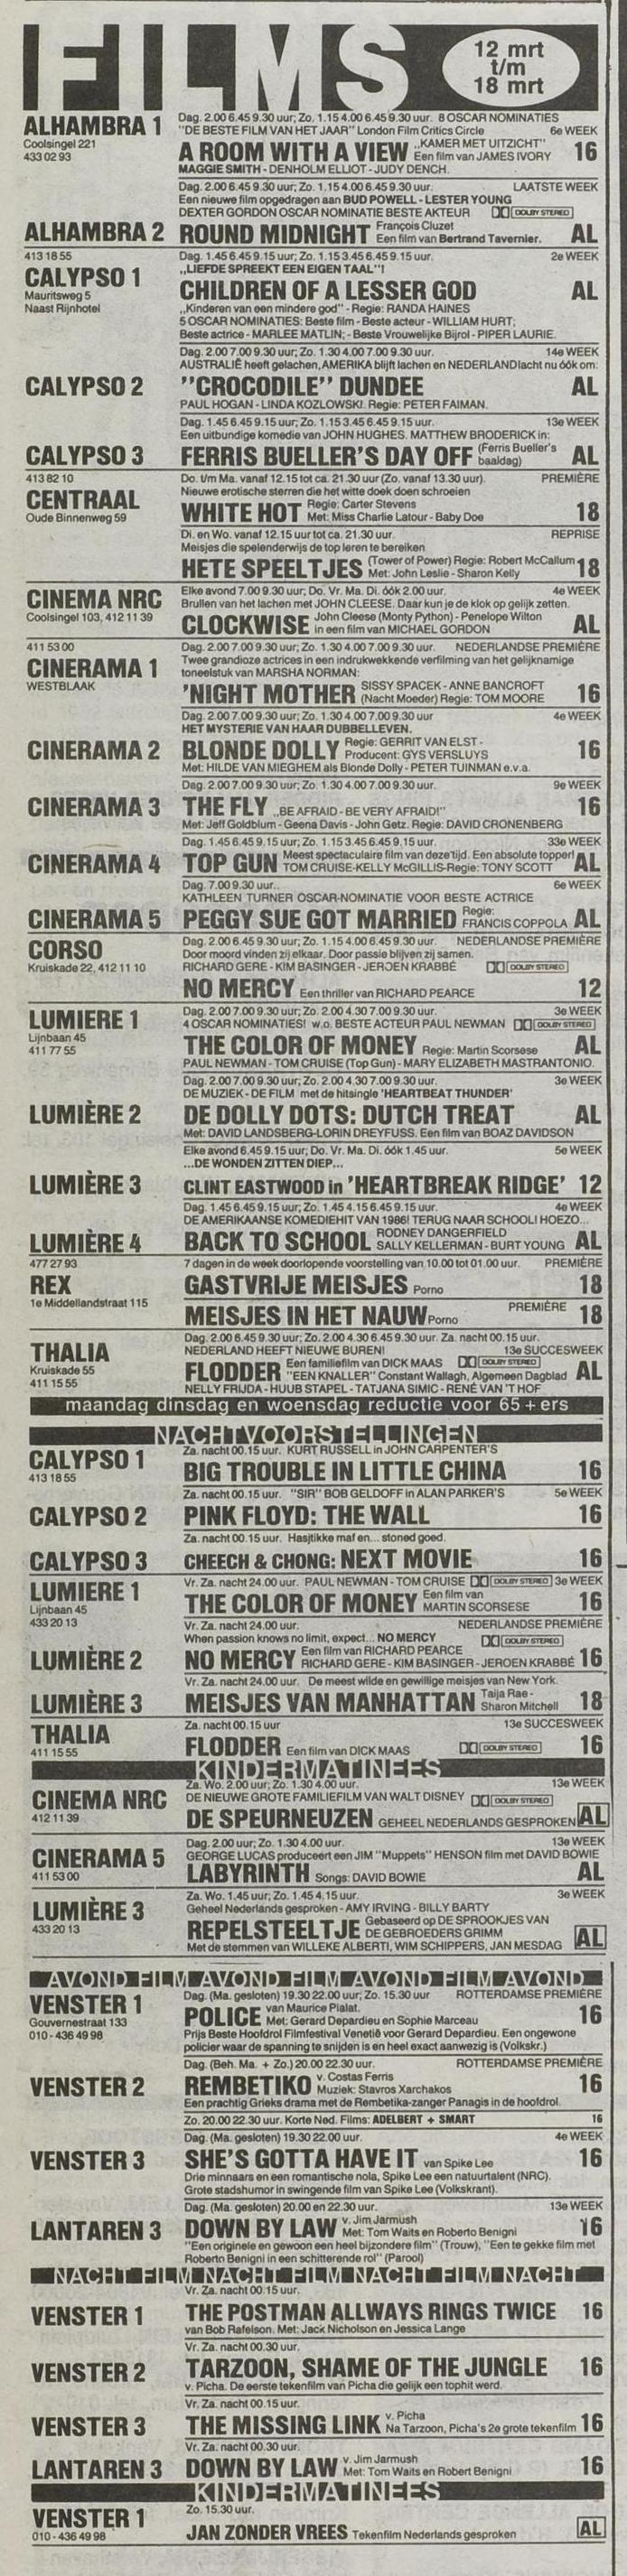 FILMS
12 mrt
t/m
18 mrt
ALHAMBRA 1
Coolsingel 221
433 02 93
Dag. 2.00 6.45 9.30 uur; Zo. 1.15 4.00 6.45 9.30 uur. 8 OSCAR NOMINATIES
"DE BESTE FILM VAN HET JAAR" London Film Critics Circle 6e WEEK
A ROOM WITH A VIEW „KAMER MET UITZICHT" Een film van JAMES IVORY 16
MAGGIE SMITH - DENHOLM ELLIOT - JUDY DENCH.
Dag. 2.00 6.45 9.30 uur; Zo. 1.15 4.00 6.45 9.30 uur. LAATSTE WEEK
Een nieuwe film opgedragen aan BUD POWELL - LESTER YOUNG
DEXTER GORDON OSCAR NOMINATIE BESTE AKTEUR DOLBY STEREO
ALHAMBRA 2 ROUND MIDNIGHT François Cluzet Een film van Bertrand Tavernier. AL
413 18 55
CALYPSO 1
Mauritsweg 5
Naast Rijnhotel
Dag. 1.45 6.45 9.15 uur; Zo. 1.15 3.45 6.45 9.15 uur. 2e WEEK
„LIEFDE SPREEKT EEN EIGEN TAAL"!
CHILDREN OF A LESSER GOD AL
„Kinderen van een mindere god" - Regie: RANDA HAINES
5 OSCAR NOMINATIES: Beste film - Beste acteur - WILLIAM HURT;
Beste actrice - MARLEE MATLIN; - Beste Vrouwelijke Bijrol - PIPER LAURIE.
Dag. 2.00 7.00 9.30 uur; Zo. 1.30 4.00 7.00 9.30 uur. 14e WEEK
AUSTRALIË heeft gelachen, AMERIKA blijft lachen en NEDERLAND lacht nu óók om:
CALYPSO 2 "CROCODILE" DUNDEE AL
PAUL HOGAN - LINDA KOZLOWSKI. Regie: PETER FAIMAN.
Dag. 1.45 6.45 9.15 uur; Zo. 1.15 3.45 6.45 9.15 uur. 13e WEEK
Een uitbundige komedie van JOHN HUGHES. MATTHEW BRODERICK in:
CALYPSO 3 FERRIS BUELLER'S DAY OFF (Ferris Bueller's baaldag) AL
413 82 10
CENTRAAL
Oude Binnenweg 59
Do. t/m Ma. vanaf 12.15 tot ca. 21.30 uur (Zo. vanaf 13.30 uur). PREMIÈRE
Nieuwe erotische sterren die het witte doek doen schroeien
WHITE HOT Regie: Carter Stevens Met: Miss Charlie Latour - Baby Doe 18
Di. en Wo. vanaf 12.15 uur tot ca. 21.30 uur. REPRISE
Meisjes die spelenderwijs de top leren te bereiken
HETE SPEELTJES (Tower of Power) Regie: Robert McCallum Met: John Leslie - Sharon Kelly 18
CINEMA NRC
Coolsingel 103, 412 11 39
Elke avond 7.00 9.30 uur; Do. Vr. Ma. Di. óók 2.00 uur. 4e WEEK
Brullen van het lachen met JOHN CLEESE. Daar kun je de klok op gelijk zetten.
CLOCKWISE John Cleese (Monty Python) - Penelope Wilton in een film van MICHAEL GORDON AL
411 53 00
CINERAMA 1
WESTBLAAK
Dag. 2.00 7.00 9.30 uur; Zo. 1.30 4.00 7.00 9.30 uur. NEDERLANDSE PREMIÈRE
Twee grandioze actrices in een indrukwekkende verfilming van het gelijknamige
toneelstuk van MARSHA NORMAN:
'NIGHT MOTHER SISSY SPACEK - ANNE BANCROFT (Nacht Moeder) Regie: TOM MOORE 16
Dag. 2.00 7.00 9.30 uur; Zo. 1.30 4.00 7.00 9.30 uur 4e WEEK
HET MYSTERIE VAN HAAR DUBBELLEVEN.
CINERAMA 2 BLONDE DOLLY Regie: GERRIT VAN ELST - Producent: GYS VERSLUYS 16
Met: HILDE VAN MIEGHEM als Blonde Dolly - PETER TUINMAN e.v.a.
Dag. 2.00 7.00 9.30 uur; Zo. 1.30 4.00 7.00 9.30 uur. 9e WEEK
CINERAMA 3 THE FLY „BE AFRAID - BE VERY AFRAID!" 16
Met: Jeff Goldblum - Geena Davis - John Getz. Regie: DAVID CRONENBERG
Dag. 1.45 6.45 9.15 uur; Zo. 1.15 3.45 6.45 9.15 uur. 33e WEEK
CINERAMA 4 TOP GUN Meest spectaculaire film van deze tijd. Een absolute topper! TOM CRUISE-KELLY McGILLIS-Regie: TONY SCOTT AL
Dag. 7.00 9.30 uur. 6e WEEK
KATHLEEN TURNER OSCAR-NOMINATIE VOOR BESTE ACTRICE
CINERAMA 5 PEGGY SUE GOT MARRIED Regie: FRANCIS COPPOLA AL
CORSO
Kruiskade 22, 412 11 10
Dag. 2.00 6.45 9.30 uur; Zo. 1.15 4.00 6.45 9.30 uur. NEDERLANDSE PREMIÈRE
Door moord vinden zij elkaar. Door passie blijven zij samen.
RICHARD GERE - KIM BASINGER - JEROEN KRABBÉ DOLBY STEREO
NO MERCY Een thriller van RICHARD PEARCE 12
LUMIERE 1
Lijnbaan 45
411 77 55
Dag. 2.00 7.00 9.30 uur; Zo. 2.00 4.30 7.00 9.30 uur. 3e WEEK
4 OSCAR NOMINATIES! w.o. BESTE ACTEUR PAUL NEWMAN DOLBY STEREO
THE COLOR OF MONEY Regie: Martin Scorsese AL
PAUL NEWMAN - TOM CRUISE (Top Gun) - MARY ELIZABETH MASTRANTONIO.
Dag. 2.00 7.00 9.30 uur; Zo. 2.00 4.30 7.00 9.30 uur. 3e WEEK
DE MUZIEK - DE FILM met de hitsingle 'HEARTBEAT THUNDER'
LUMIÈRE 2 DE DOLLY DOTS: DUTCH TREAT AL
Met: DAVID LANDSBERG-LORIN DREYFUSS. Een film van BOAZ DAVIDSON
Elke avond 6.45 9.15 uur; Do. Vr. Ma. Di. óók 1.45 uur. 5e WEEK
...DE WONDEN ZITTEN DIEP...
LUMIÈRE 3 CLINT EASTWOOD in 'HEARTBREAK RIDGE' 12
Dag. 1.45 6.45 9.15 uur; Zo. 1.45 4.15 6.45 9.15 uur. 4e WEEK
DE AMERIKAANSE KOMEDIEHIT VAN 1986! TERUG NAAR SCHOOL! HOEZO...
LUMIÈRE 4 BACK TO SCHOOL RODNEY DANGERFIELD SALLY KELLERMAN - BURT YOUNG AL
477 27 93
REX
1e Middellandstraat 115
7 dagen in de week doorlopende voorstelling van 10.00 tot 01.00 uur. PREMIÈRE
GASTVRIJE MEISJES Porno 18
MEISJES IN HET NAUW Porno PREMIÈRE 18
THALIA
Kruiskade 55
411 15 55
Dag. 2.00 6.45 9.30 uur; Zo. 2.00 4.30 6.45 9.30 uur. Za. nacht 00.15 uur.
NEDERLAND HEEFT NIEUWE BUREN! 13e SUCCESWEEK
FLODDER Een familiefilm van DICK MAAS DOLBY STEREO "EEN KNALLER" Constant Wallagh, Algemeen Dagblad AL
NELLY FRIJDA - HUUB STAPEL - TATJANA SIMIC - RENÉ VAN 'T HOF
maandag dinsdag en woensdag reductie voor 65 + ers
NACHTVOORSTELLINGEN
CALYPSO 1
413 18 55
Za. nacht 00.15 uur. KURT RUSSELL in JOHN CARPENTER'S
BIG TROUBLE IN LITTLE CHINA 16
Za. nacht 00.15 uur. "SIR" BOB GELDOFF in ALAN PARKER'S 5e WEEK
CALYPSO 2 PINK FLOYD: THE WALL 16
Za. nacht 00.15 uur. Hasjtikke maf en... stoned goed.
CALYPSO 3 CHEECH & CHONG: NEXT MOVIE 16
LUMIERE 1
Lijnbaan 45
433 20 13
Vr. Za. nacht 24.00 uur. PAUL NEWMAN - TOM CRUISE DOLBY STEREO 3e WEEK
THE COLOR OF MONEY Een film van MARTIN SCORSESE 16
Vr. Za. nacht 24.00 uur. NEDERLANDSE PREMIÈRE
When passion knows no limit, expect... NO MERCY DOLBY STEREO
LUMIÈRE 2 NO MERCY Een film van RICHARD PEARCE RICHARD GERE - KIM BASINGER - JEROEN KRABBÉ 16
Vr. Za. nacht 24.00 uur. De meest wilde en gewillige meisjes van New York.
LUMIÈRE 3 MEISJES VAN MANHATTAN Taija Rae - Sharon Mitchell 18
THALIA
411 15 55
Za. nacht 00.15 uur 13e SUCCESWEEK
FLODDER Een film van DICK MAAS DOLBY STEREO 16
KINDERMATINEES
CINEMA NRC
412 11 39
Za. Wo. 2.00 uur; Zo. 1.30 4.00 uur. 13e WEEK
DE NIEUWE GROTE FAMILIEFILM VAN WALT DISNEY DOLBY STEREO
DE SPEURNEUZEN GEHEEL NEDERLANDS GESPROKEN AL
CINERAMA 5
411 53 00
Dag. 2.00 uur; Zo. 1.30 4.00 uur. 13e WEEK
GEORGE LUCAS produceert een JIM "Muppets" HENSON film met DAVID BOWIE
LABYRINTH Songs: DAVID BOWIE AL
LUMIÈRE 3
433 20 13
Za. Wo. 1.45 uur; Zo. 1.45 4.15 uur. 3e WEEK
Geheel Nederlands gesproken - AMY IRVING - BILLY BARTY
REPELSTEELTJE Gebaseerd op DE SPROOKJES VAN DE GEBROEDERS GRIMM AL
Met de stemmen van WILLEKE ALBERTI, WIM SCHIPPERS, JAN MESDAG
AVOND FILM AVOND FILM AVOND FILM AVOND
VENSTER 1
Gouvernestraat 133
010 - 436 49 98
Dag. (Ma. gesloten) 19.30 22.00 uur; Zo. 15.30 uur ROTTERDAMSE PREMIÈRE
POLICE van Maurice Pialat. Met: Gerard Depardieu en Sophie Marceau 16
Prijs Beste Hoofdrol Filmfestival Venetië voor Gerard Depardieu. Een ongewone
policier waar de spanning te snijden is en heel exact aanwezig is (Volkskr.)
Dag. (Beh. Ma. + Zo.) 20.00 22.30 uur. ROTTERDAMSE PREMIÈRE
VENSTER 2 REMBETIKO v. Costas Ferris Muziek: Stavros Xarchakos 16
Een prachtig Grieks drama met de Rembetika-zanger Panagis in de hoofdrol.
Zo. 20.00 22.30 uur. Korte Ned. Films: ADELBERT + SMART 16
Dag. (Ma. gesloten) 19.30 22.00 uur. 4e WEEK
VENSTER 3 SHE'S GOTTA HAVE IT van Spike Lee 16
Drie minnaars en een romantische nola, Spike Lee een natuurtalent (NRC).
Grote stadshumor in swingende film van Spike Lee (Volkskrant).
Dag. (Ma. gesloten) 20.00 en 22.30 uur. 13e WEEK
LANTAREN 3 DOWN BY LAW v. Jim Jarmush Met: Tom Waits en Roberto Benigni 16
"Een originele en gewoon een heel bijzondere film" (Trouw), "Een te gekke film met
Roberto Benigni in een schitterende rol" (Parool)
NACHT FILM NACHT FILM NACHT FILM NACHT
Vr. Za. nacht 00.15 uur.
VENSTER 1 THE POSTMAN ALLWAYS RINGS TWICE 16
van Bob Rafelson. Met: Jack Nicholson en Jessica Lange
Vr. Za. nacht 00.30 uur.
VENSTER 2 TARZOON, SHAME OF THE JUNGLE 16
v. Picha. De eerste tekenfilm van Picha die gelijk een tophit werd.
Vr. Za. nacht 00.15 uur.
VENSTER 3 THE MISSING LINK v. Picha Na Tarzoon, Picha's 2e grote tekenfilm 16
Vr. Za. nacht 00.30 uur.
LANTAREN 3 DOWN BY LAW v. Jim Jarmush Met: Tom Waits en Robert Benigni 16
KINDERMATINEES
VENSTER 1
010 - 436 49 98
Zo. 15.30 uur.
JAN ZONDER VREES Tekenfilm Nederlands gesproken AL